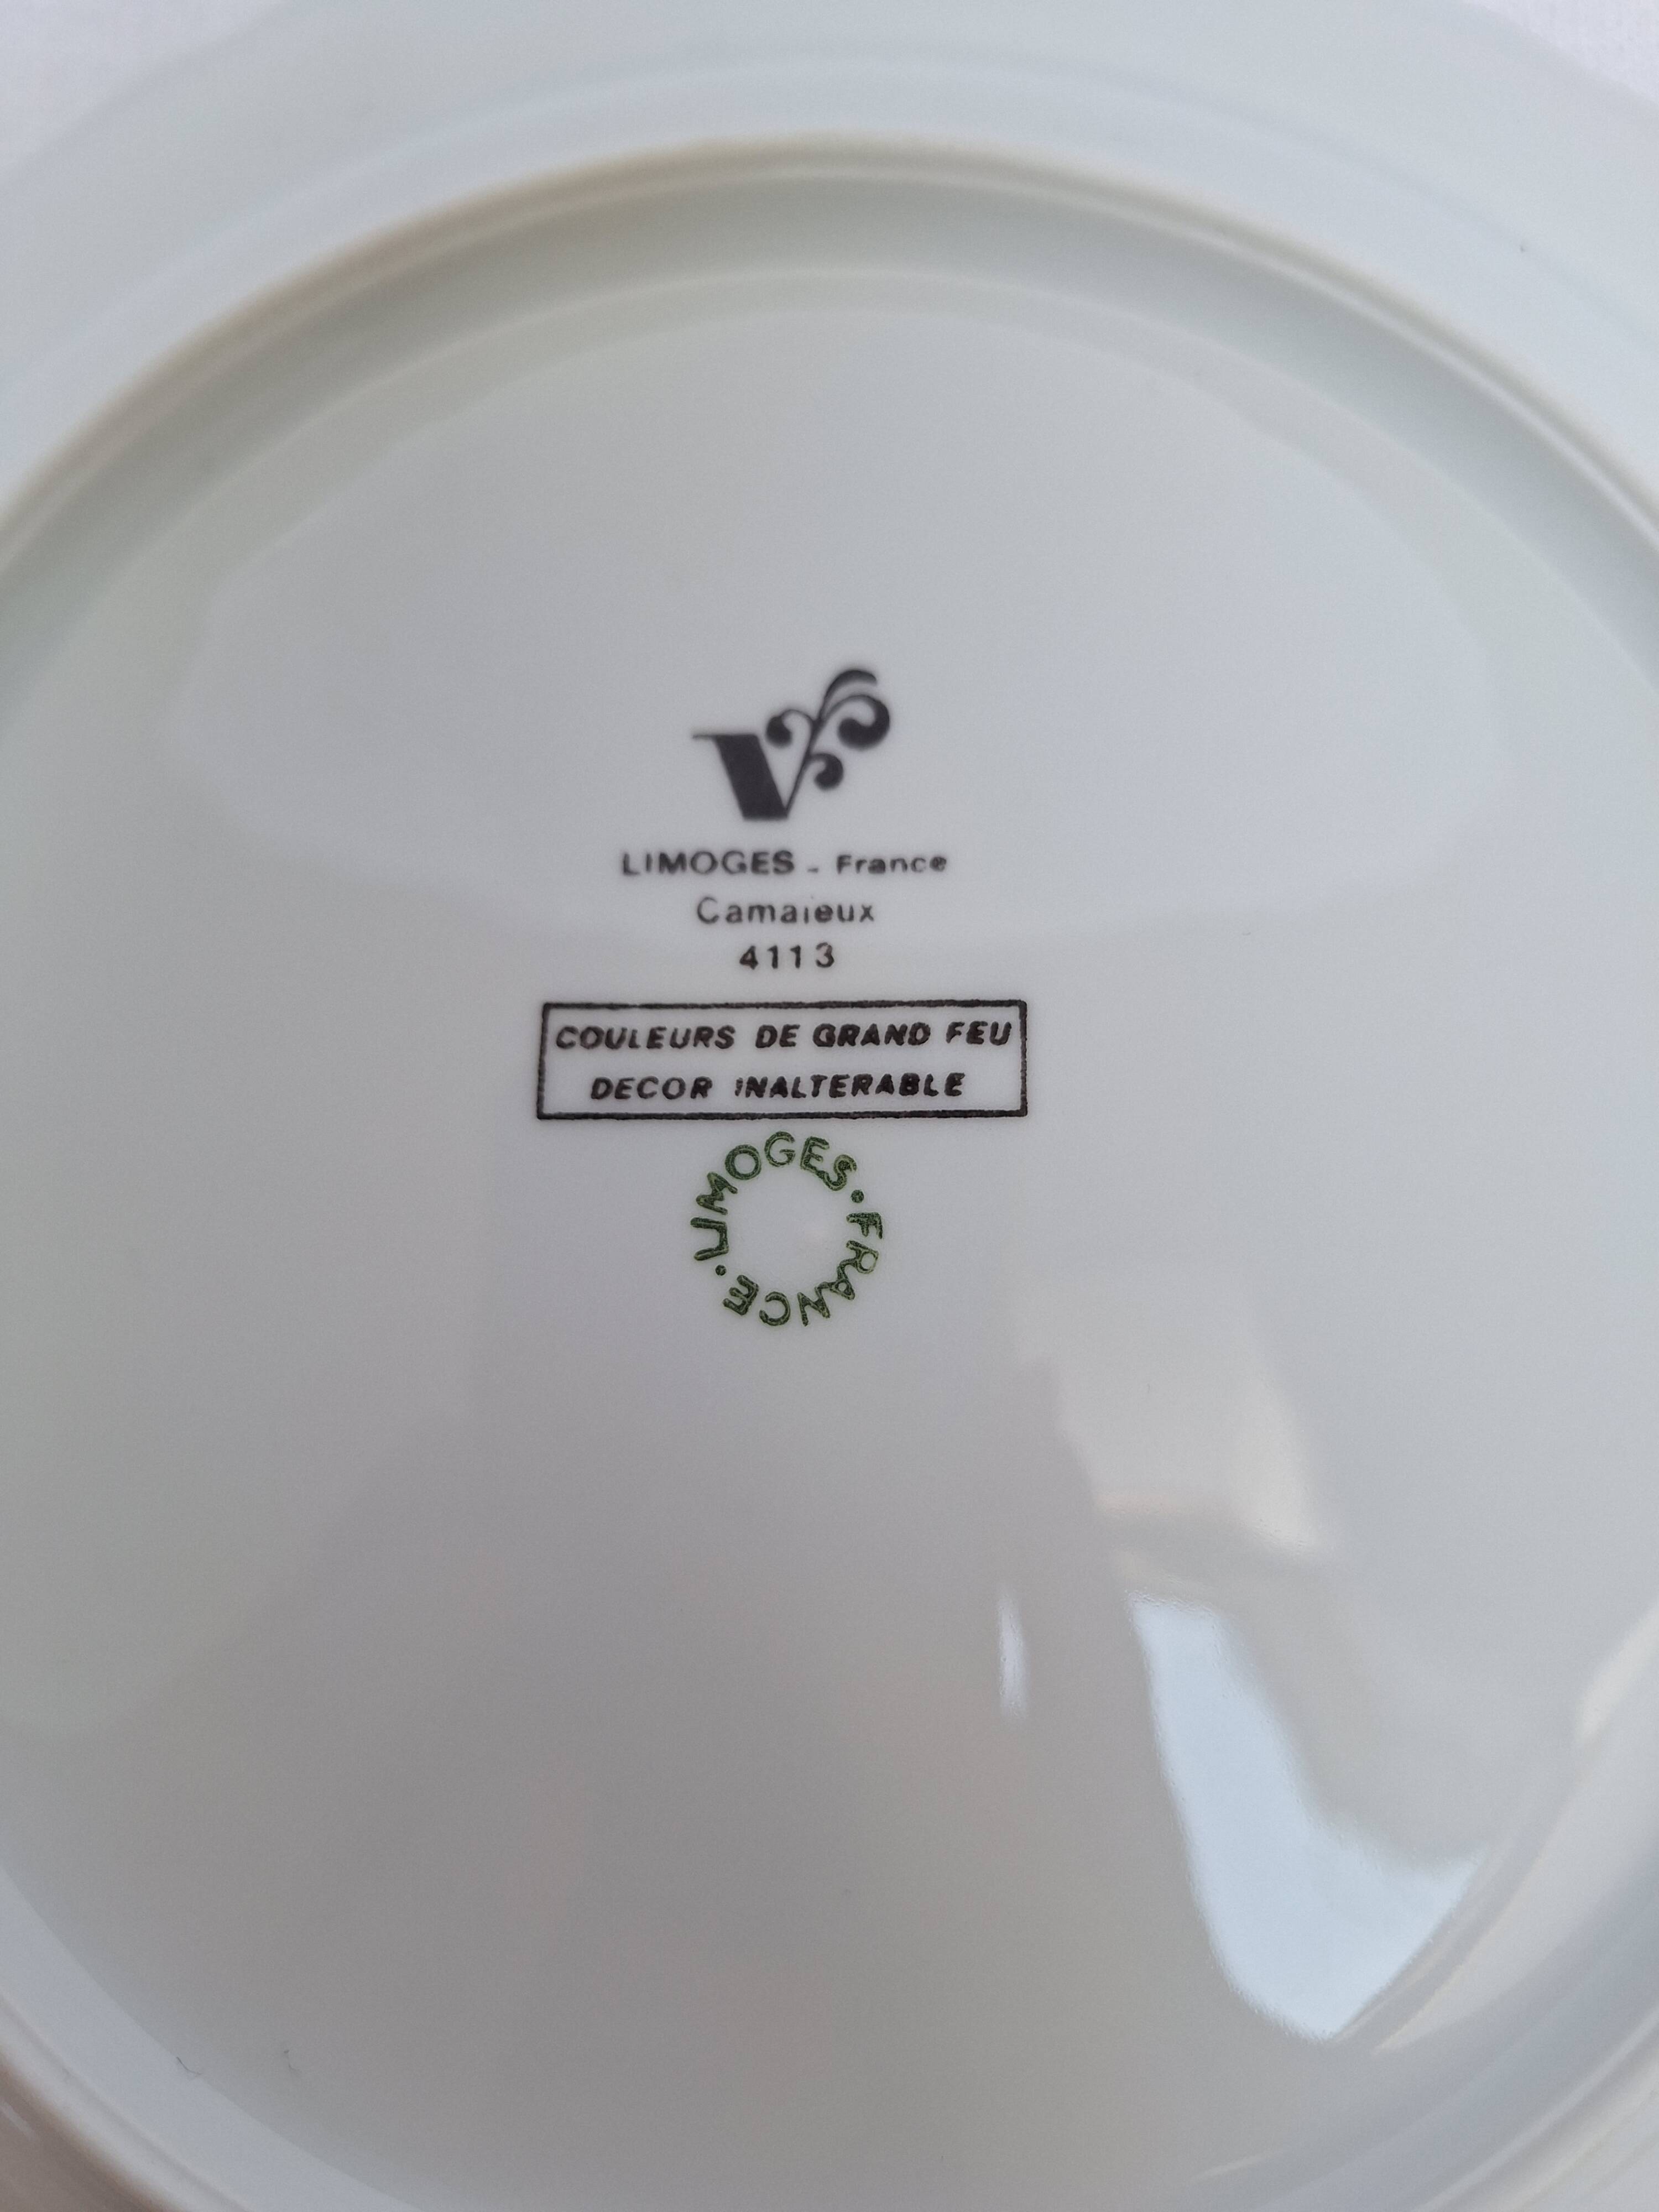 V
LIMOGES - France
Camaieux
4113
COULEURS DE GRAND FEU
DECOR INALTERABLE
LIMOGES·FRANCE·